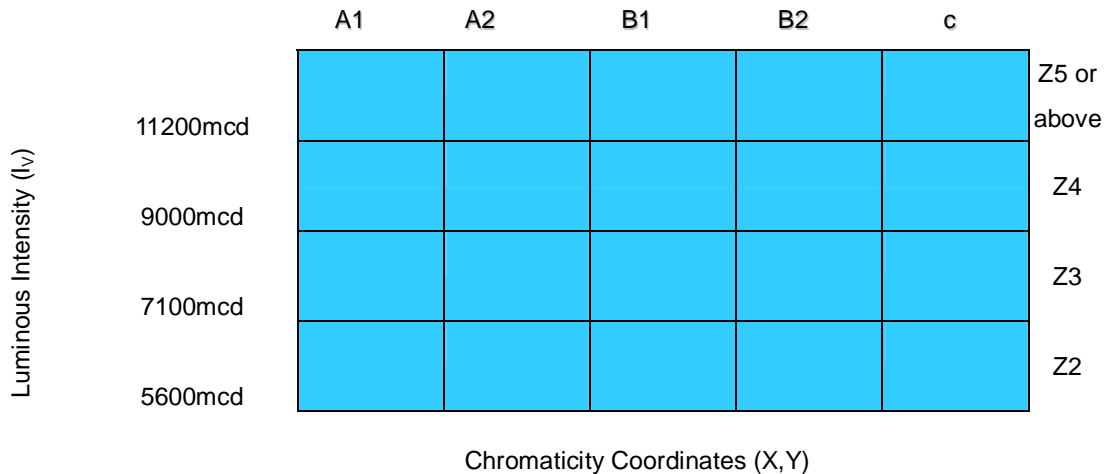 A1 A2 B1 B2 c
Z5 or
above
11200mcd
Z4
9000mcd
Z3
7100mcd
Z2
5600mcd
Luminous Intensity (IV)
Chromaticity Coordinates (X,Y)